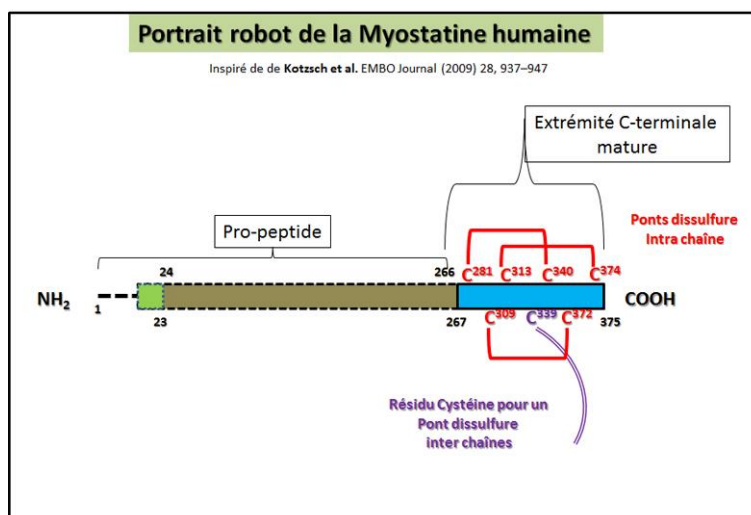 Portrait robot de la Myostatine humaine
Inspiré de de Kotzsch et al. EMBO Journal (2009) 28, 937–947
Extrémité C-terminale
mature
Pro-peptide
Ponts dissulfure
Intra chaîne
24
266
C281
C313
C340
C374
NH2
COOH
1
23
267
C309
C339
C372
375
Résidu Cystéine pour un
Pont dissulfure
inter chaînes